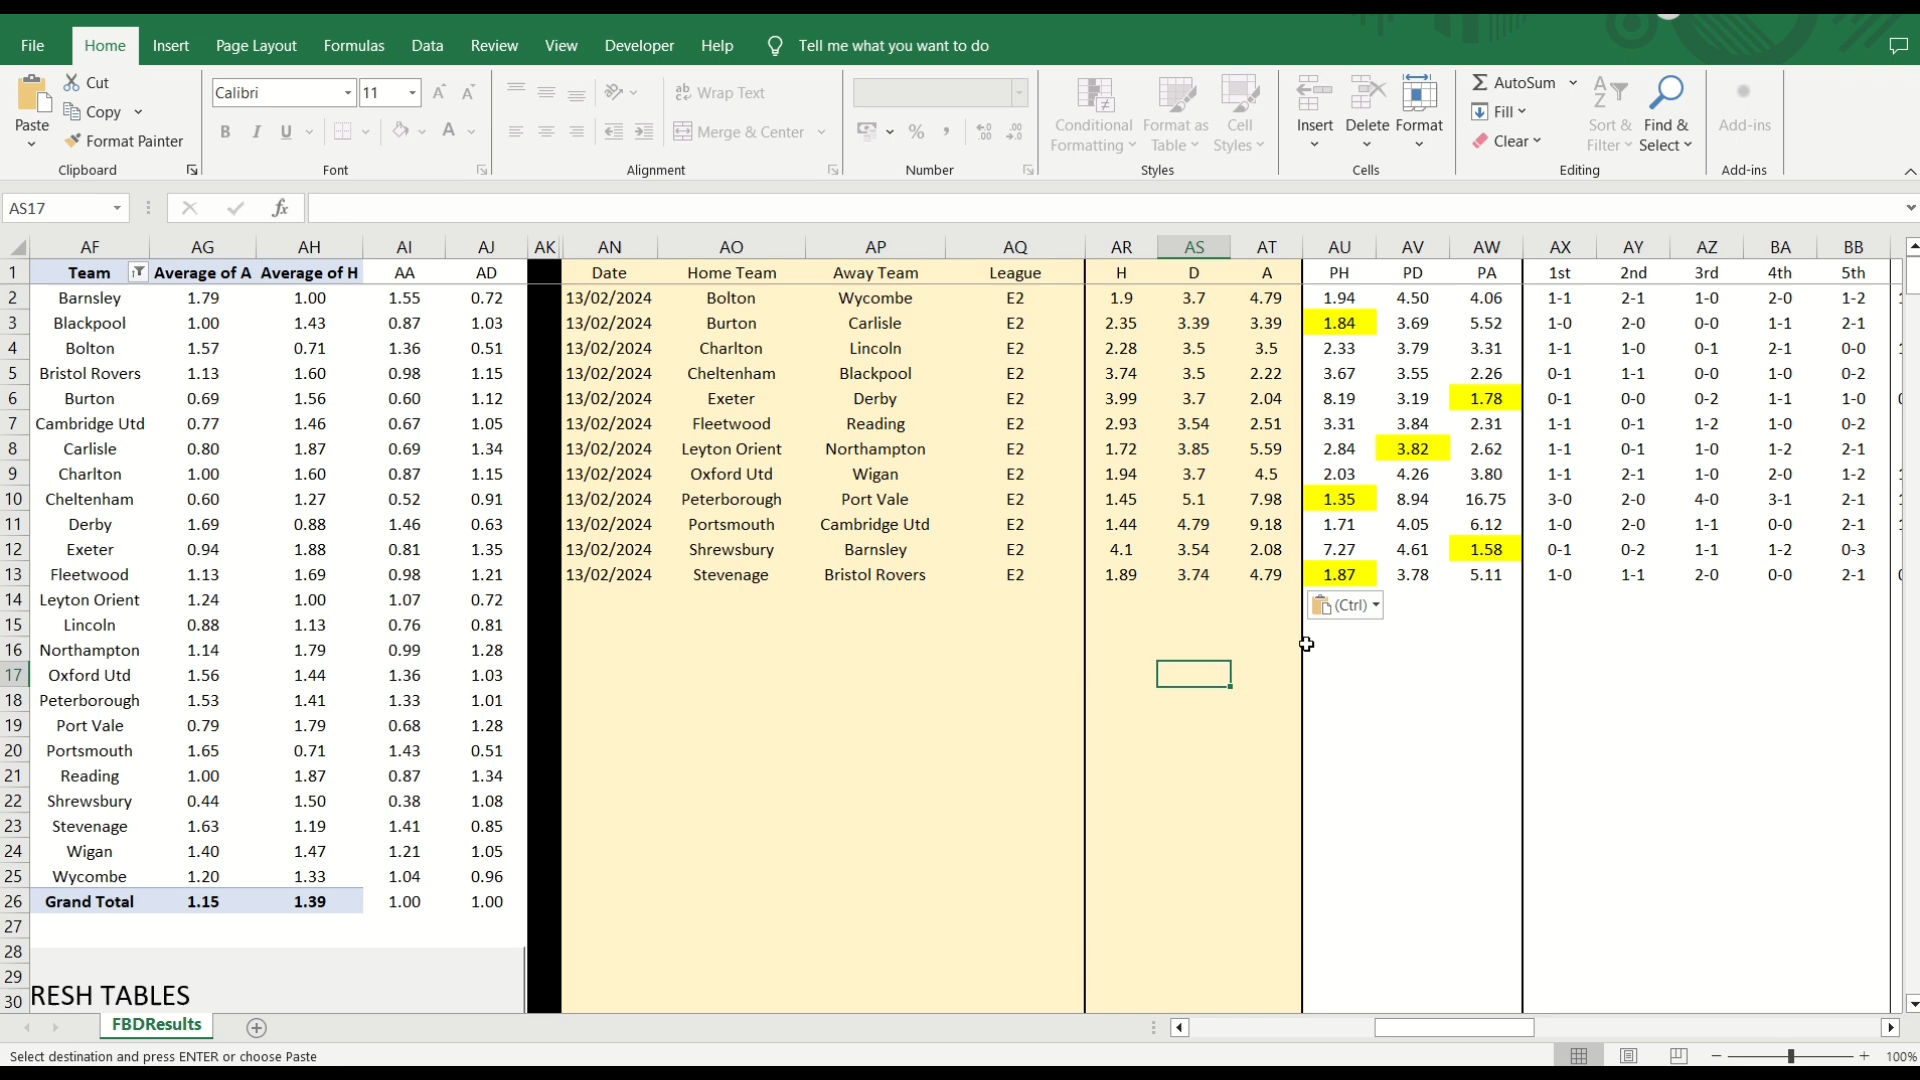 File Home Insert Page Layout Formulas Data Review View Developer Help Tell me what you want to do
Paste Cut Copy Format Painter Clipboard
Calibri 11 B I U A Font
Wrap Text Merge & Center Alignment
% Number
Conditional Formatting Format as Table Cell Styles Styles
Insert Delete Format Cells
AutoSum Fill Clear Sort & Filter Find & Select Editing
Add-ins Add-ins
AS17 fx
AF AG AH AI AJ AK AN AO AP AQ AR AS AT AU AV AW AX AY AZ BA BB
1 Team Average of A Average of H AA AD Date Home Team Away Team League H D A PH PD PA 1st 2nd 3rd 4th 5th
2 Barnsley 1.79 1.00 1.55 0.72 13/02/2024 Bolton Wycombe E2 1.9 3.7 4.79 1.94 4.50 4.06 1-1 2-1 1-0 2-0 1-2
3 Blackpool 1.00 1.43 0.87 1.03 13/02/2024 Burton Carlisle E2 2.35 3.39 3.39 1.84 3.69 5.52 1-0 2-0 0-0 1-1 2-1
4 Bolton 1.57 0.71 1.36 0.51 13/02/2024 Charlton Lincoln E2 2.28 3.5 3.5 2.33 3.79 3.31 1-1 1-0 0-1 2-1 0-0
5 Bristol Rovers 1.13 1.60 0.98 1.15 13/02/2024 Cheltenham Blackpool E2 3.74 3.5 2.22 3.67 3.55 2.26 0-1 1-1 0-0 1-0 0-2
6 Burton 0.69 1.56 0.60 1.12 13/02/2024 Exeter Derby E2 3.99 3.7 2.04 8.19 3.19 1.78 0-1 0-0 0-2 1-1 1-0
7 Cambridge Utd 0.77 1.46 0.67 1.05 13/02/2024 Fleetwood Reading E2 2.93 3.54 2.51 3.31 3.84 2.31 1-1 0-1 1-2 1-0 0-2
8 Carlisle 0.80 1.87 0.69 1.34 13/02/2024 Leyton Orient Northampton E2 1.72 3.85 5.59 2.84 3.82 2.62 1-1 0-1 1-0 1-2 2-1
9 Charlton 1.00 1.60 0.87 1.15 13/02/2024 Oxford Utd Wigan E2 1.94 3.7 4.5 2.03 4.26 3.80 1-1 2-1 1-0 2-0 1-2
10 Cheltenham 0.60 1.27 0.52 0.91 13/02/2024 Peterborough Port Vale E2 1.45 5.1 7.98 1.35 8.94 16.75 3-0 2-0 4-0 3-1 2-1
11 Derby 1.69 0.88 1.46 0.63 13/02/2024 Portsmouth Cambridge Utd E2 1.44 4.79 9.18 1.71 4.05 6.12 1-0 2-0 1-1 0-0 2-1
12 Exeter 0.94 1.88 0.81 1.35 13/02/2024 Shrewsbury Barnsley E2 4.1 3.54 2.08 7.27 4.61 1.58 0-1 0-2 1-1 1-2 0-3
13 Fleetwood 1.13 1.69 0.98 1.21 13/02/2024 Stevenage Bristol Rovers E2 1.89 3.74 4.79 1.87 3.78 5.11 1-0 1-1 2-0 0-0 2-1
14 Leyton Orient 1.24 1.00 1.07 0.72 (Ctrl)
15 Lincoln 0.88 1.13 0.76 0.81
16 Northampton 1.14 1.79 0.99 1.28
17 Oxford Utd 1.56 1.44 1.36 1.03
18 Peterborough 1.53 1.41 1.33 1.01
19 Port Vale 0.79 1.79 0.68 1.28
20 Portsmouth 1.65 0.71 1.43 0.51
21 Reading 1.00 1.87 0.87 1.34
22 Shrewsbury 0.44 1.50 0.38 1.08
23 Stevenage 1.63 1.19 1.41 0.85
24 Wigan 1.40 1.47 1.21 1.05
25 Wycombe 1.20 1.33 1.04 0.96
26 Grand Total 1.15 1.39 1.00 1.00
27
28
29
30 RESH TABLES
FBDResults
Select destination and press ENTER or choose Paste 100%